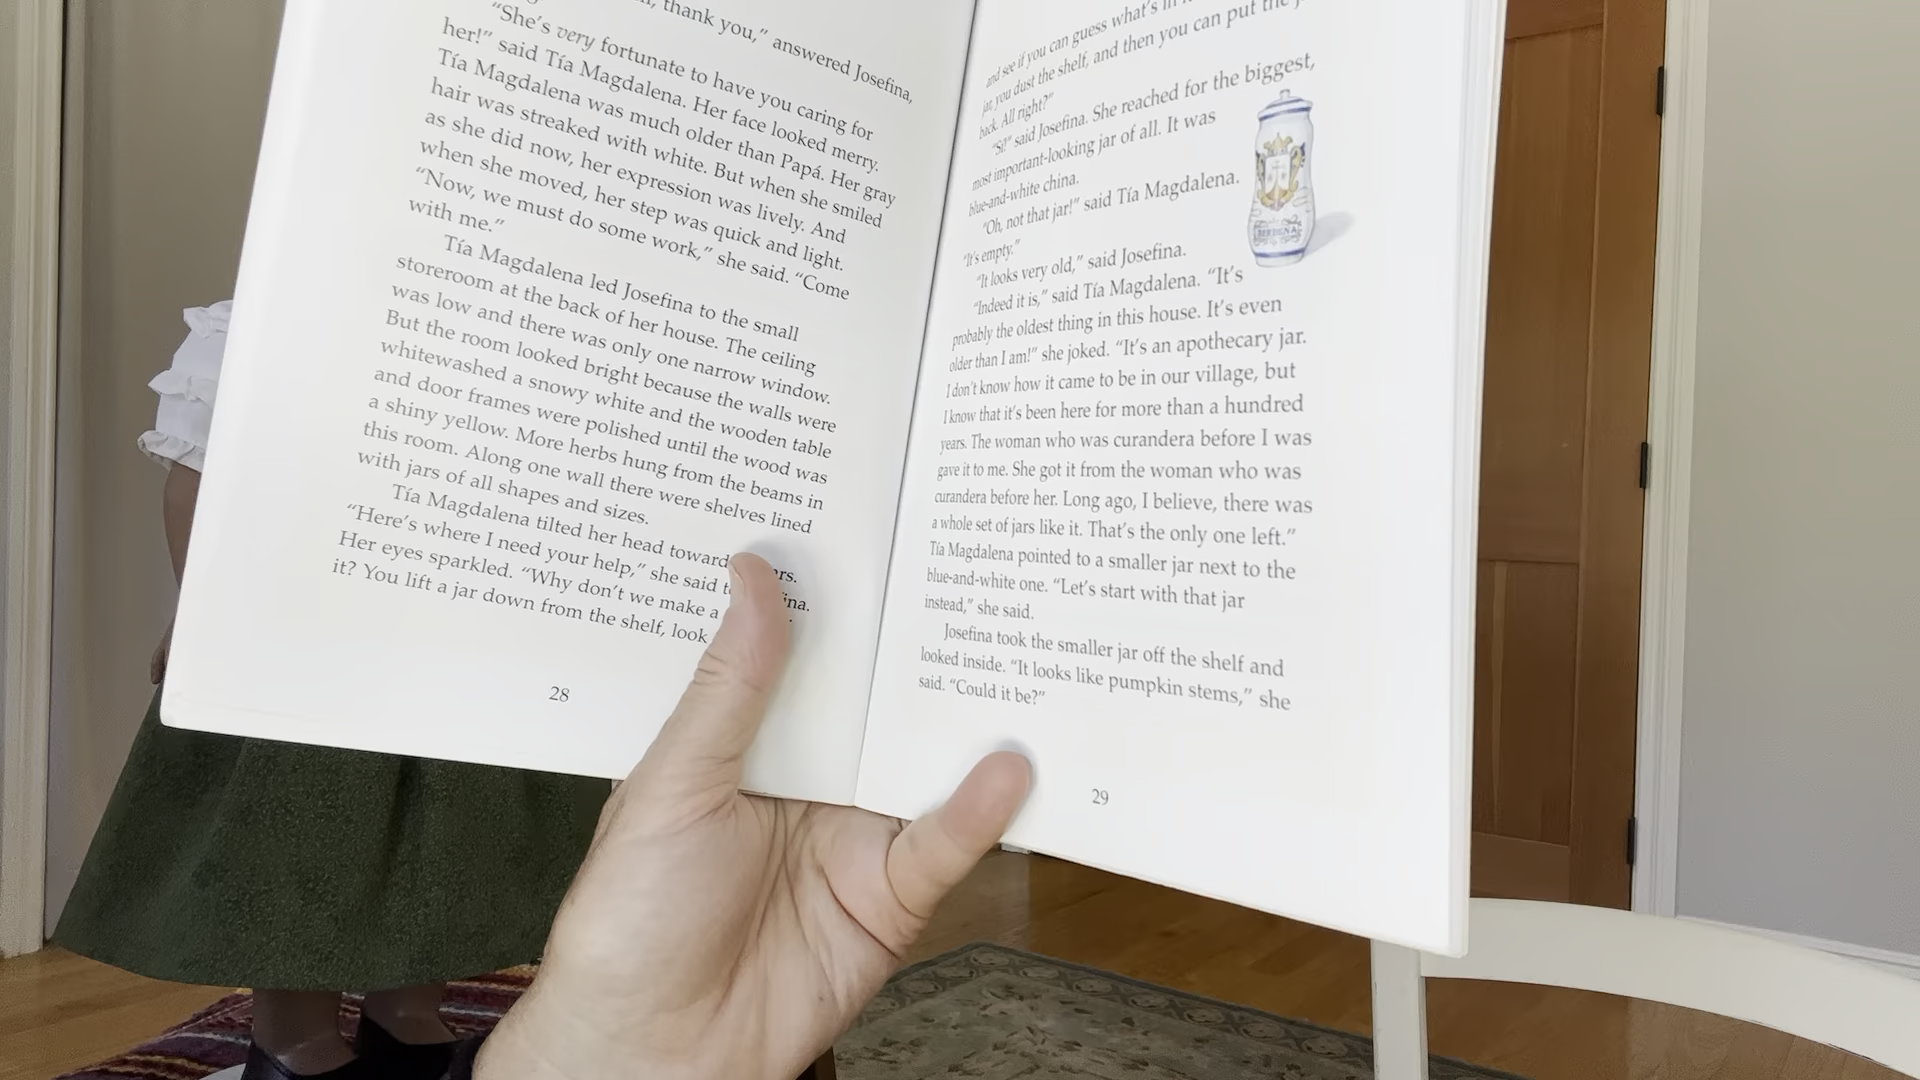 thank you,” answered Josefina,
“She’s very fortunate to have you caring for
her!” said Tía Magdalena. Her face looked merry.
Tía Magdalena was much older than Papá. Her gray
hair was streaked with white. But when she smiled
as she did now, her expression was lively. And
when she moved, her step was quick and light.
“Now, we must do some work,” she said. “Come
with me.”
Tía Magdalena led Josefina to the small
storeroom at the back of her house. The ceiling
was low and there was only one narrow window.
But the room looked bright because the walls were
whitewashed a snowy white and the wooden table
and door frames were polished until the wood was
a shiny yellow. More herbs hung from the beams in
this room. Along one wall there were shelves lined
with jars of all shapes and sizes.
Tía Magdalena tilted her head toward
“Here’s where I need your help,” she said
Her eyes sparkled. “Why don’t we make a
it? You lift a jar down from the shelf, look
28
and see if you can guess what’s in
jar, you dust the shelf, and then you can put the
back. All right?”
“Sí!” said Josefina. She reached for the biggest,
most important-looking jar of all. It was
blue-and-white china.
“Oh, not that jar!” said Tía Magdalena.
“It’s empty.”
“It looks very old,” said Josefina.
“Indeed it is,” said Tía Magdalena. “It’s
probably the oldest thing in this house. It’s even
older than I am!” she joked. “It’s an apothecary jar.
I don’t know how it came to be in our village, but
I know that it’s been here for more than a hundred
years. The woman who was curandera before I was
gave it to me. She got it from the woman who was
curandera before her. Long ago, I believe, there was
a whole set of jars like it. That’s the only one left.”
Tía Magdalena pointed to a smaller jar next to the
blue-and-white one. “Let’s start with that jar
instead,” she said.
Josefina took the smaller jar off the shelf and
looked inside. “It looks like pumpkin stems,” she
said. “Could it be?”
29